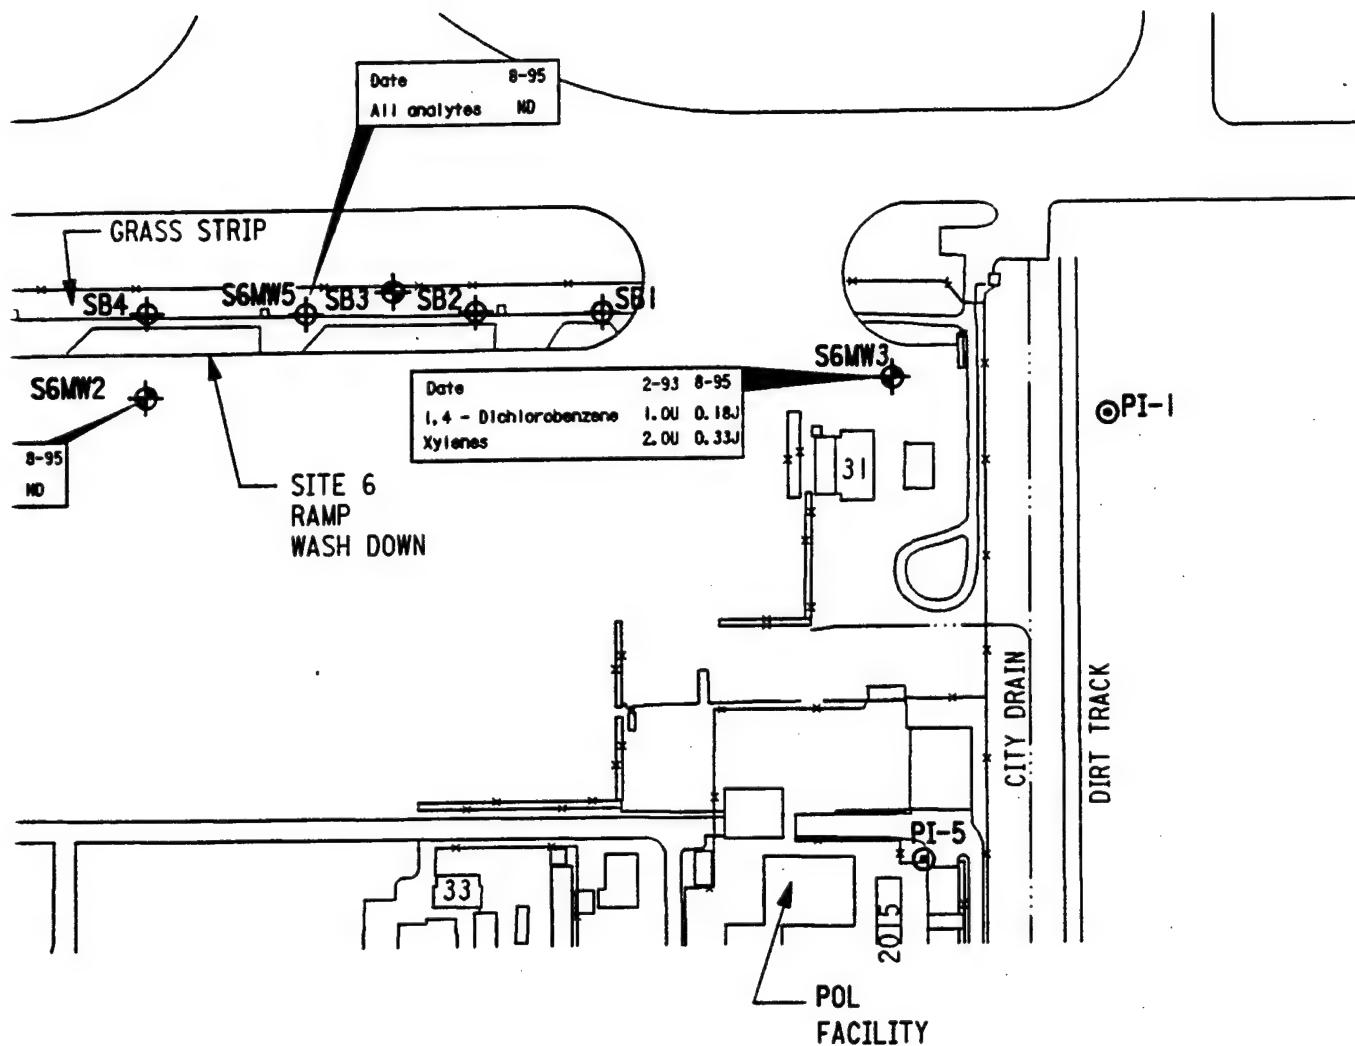 Date 8-95
All analytes ND
GRASS STRIP
SB4
S6MW5
SB3
SB2
SB1
S6MW2
S6MW3
Date 2-93 8-95
1,4 - Dichlorobenzene 1.0U 0.18J
Xylenes 2.0U 0.33J
PI-1
8-95
ND
31
SITE 6
RAMP
WASH DOWN
CITY DRAIN
DIRT TRACK
PI-5
33
2015
POL
FACILITY